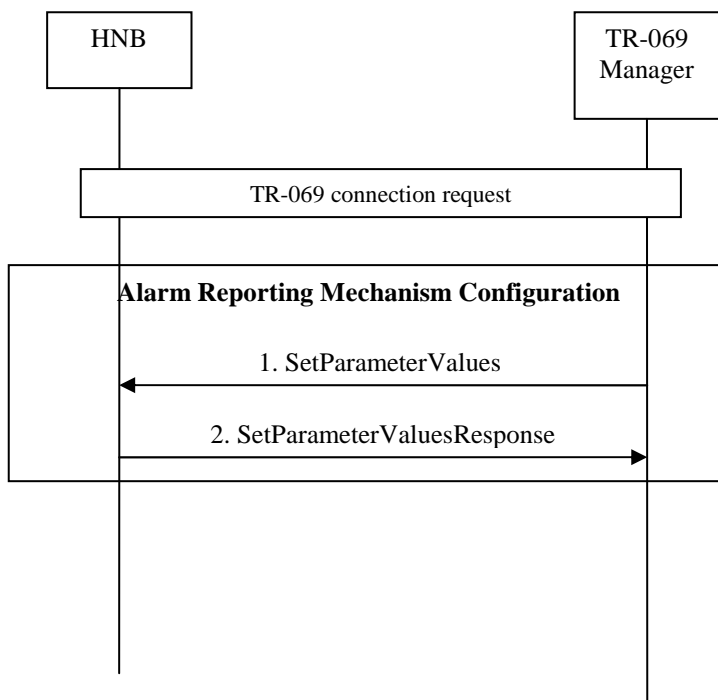 HNB
TR-069
Manager
TR-069 connection request
Alarm Reporting Mechanism Configuration
1. SetParameterValues
2. SetParameterValuesResponse